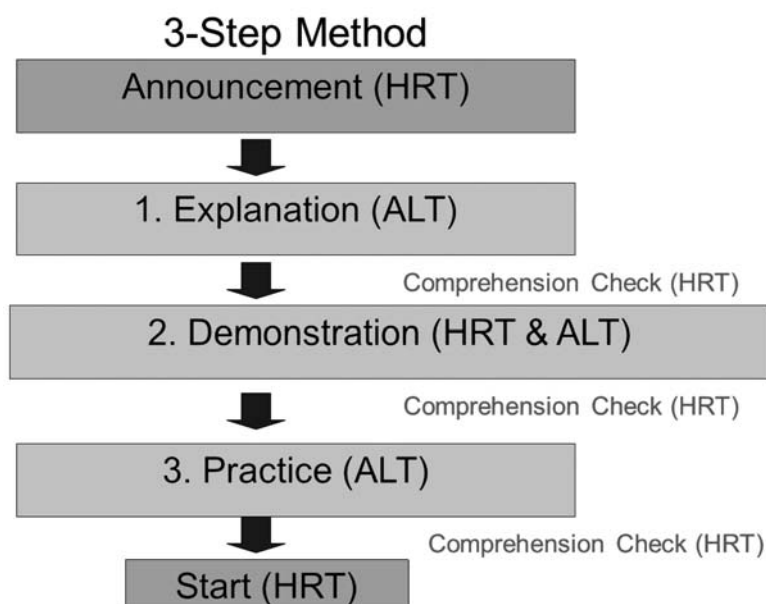 3-Step Method
Announcement (HRT)
1. Explanation (ALT)
Comprehension Check (HRT)
2. Demonstration (HRT & ALT)
Comprehension Check (HRT)
3. Practice (ALT)
Comprehension Check (HRT)
Start (HRT)